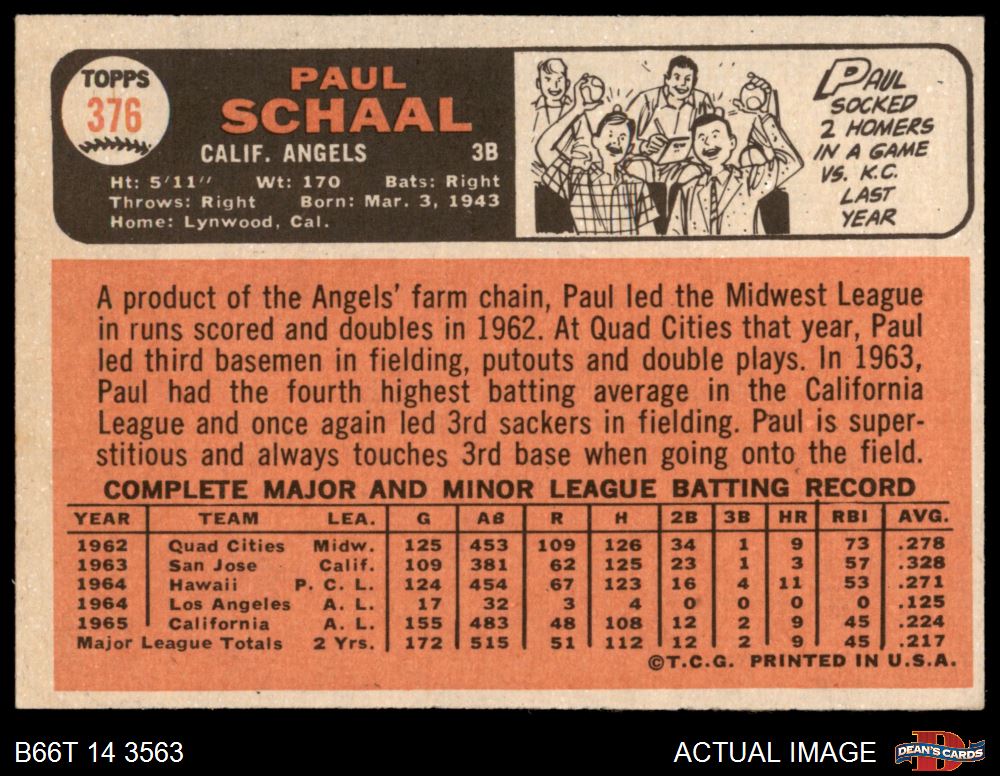 TOPPS
376
PAUL
SCHAAL
CALIF. ANGELS 3B
Ht: 5'11" Wt: 170 Bats: Right
Throws: Right Born: Mar. 3, 1943
Home: Lynwood, Cal.
PAUL
SOCKED
2 HOMERS
IN A GAME
VS. K.C.
LAST
YEAR
A product of the Angels' farm chain, Paul led the Midwest League
in runs scored and doubles in 1962. At Quad Cities that year, Paul
led third basemen in fielding, putouts and double plays. In 1963,
Paul had the fourth highest batting average in the California
League and once again led 3rd sackers in fielding. Paul is super-
stitious and always touches 3rd base when going onto the field.
COMPLETE MAJOR AND MINOR LEAGUE BATTING RECORD
YEAR TEAM LEA. G AB R H 2B 3B HR RBI AVG.
1962 Quad Cities Midw. 125 453 109 126 34 1 9 73 .278
1963 San Jose Calif. 109 381 62 125 23 1 3 57 .328
1964 Hawaii P. C. L. 124 454 67 123 16 4 11 53 .271
1964 Los Angeles A. L. 17 32 3 4 0 0 0 0 .125
1965 California A. L. 155 483 48 108 12 2 9 45 .224
Major League Totals 2 Yrs. 172 515 51 112 12 2 9 45 .217
©T.C.G. PRINTED IN U.S.A.
B66T 14 3563 ACTUAL IMAGE DEAN'S CARDS